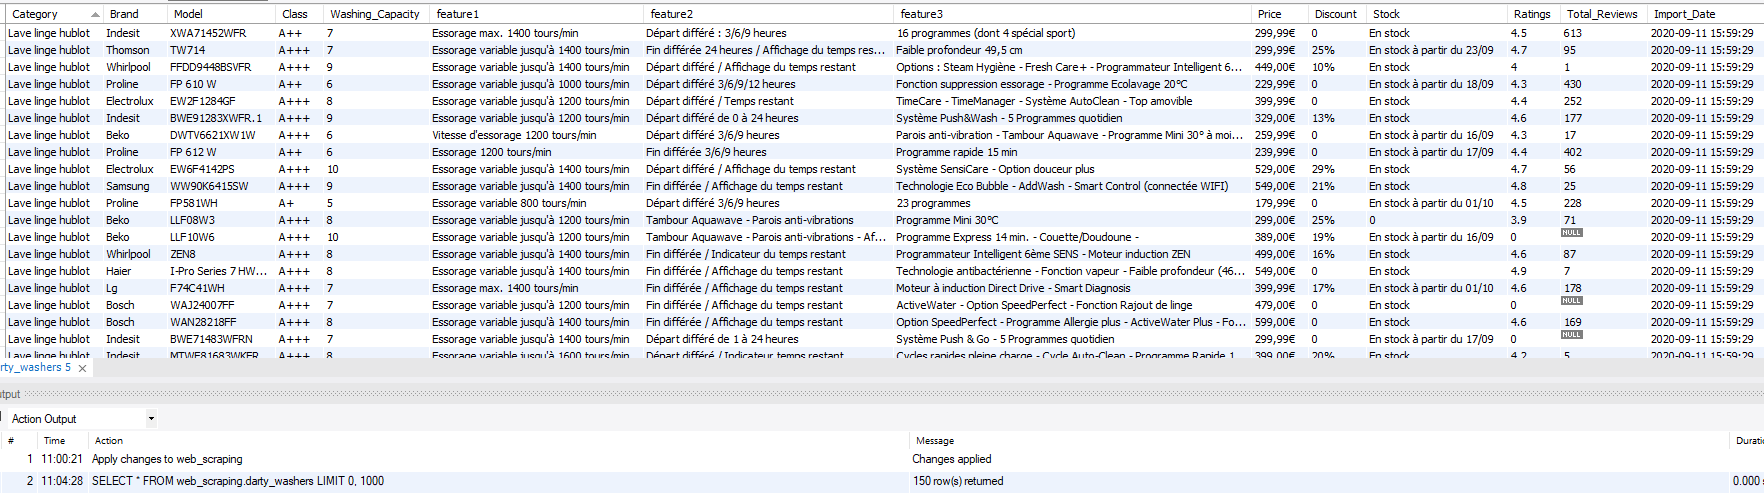 Category Brand Model Class Washing_Capacity feature1 feature2 feature3 Price Discount Stock Ratings Total_Reviews Import_Date
Lave linge hublot Indesit XWA71452WFR A++ 7 Essorage max. 1400 tours/min Départ différé : 3/6/9 heures 16 programmes (dont 4 spécial sport) 299,99€ 0 En stock 4.5 613 2020-09-11 15:59:29
Lave linge hublot Thomson TW714 A+++ 7 Essorage variable jusqu'à 1400 tours/min Fin différée 24 heures / Affichage du temps res... Faible profondeur 49,5 cm 299,99€ 25% En stock à partir du 23/09 4.7 95 2020-09-11 15:59:29
Lave linge hublot Whirlpool FFDD9448BSVFR A+++ 9 Essorage variable jusqu'à 1400 tours/min Départ différé / Affichage du temps restant Options : Steam Hygiène - Fresh Care+ - Programmateur Intelligent 6... 449,00€ 10% En stock 4 1 2020-09-11 15:59:29
Lave linge hublot Proline FP 610 W A++ 6 Essorage variable jusqu'à 1000 tours/min Départ différé 3/6/9/12 heures Fonction suppression essorage - Programme Ecolavage 20°C 229,99€ 0 En stock à partir du 18/09 4.3 430 2020-09-11 15:59:29
Lave linge hublot Electrolux EW2F1284GF A+++ 8 Essorage variable jusqu'à 1200 tours/min Départ différé / Temps restant TimeCare - TimeManager - Système AutoClean - Top amovible 399,99€ 0 En stock 4.4 252 2020-09-11 15:59:29
Lave linge hublot Indesit BWE91283XWFR.1 A+++ 9 Essorage variable jusqu'à 1200 tours/min Départ différé de 0 à 24 heures Système Push&Wash - 5 Programmes quotidien 329,00€ 13% En stock 4.6 177 2020-09-11 15:59:29
Lave linge hublot Beko DWTV6621XW1W A+++ 6 Vitesse d'essorage 1200 tours/min Départ différé 3/6/9 heures Parois anti-vibration - Tambour Aquawave - Programme Mini 30° à moi... 259,99€ 0 En stock à partir du 16/09 4.3 17 2020-09-11 15:59:29
Lave linge hublot Proline FP 612 W A++ 6 Essorage 1200 tours/min Fin différée 3/6/9 heures Programme rapide 15 min 239,99€ 0 En stock à partir du 17/09 4.4 402 2020-09-11 15:59:29
Lave linge hublot Electrolux EW6F4142PS A+++ 10 Essorage variable jusqu'à 1400 tours/min Départ différé / Affichage du temps restant Système SensiCare - Option douceur plus 529,00€ 29% En stock 4.7 56 2020-09-11 15:59:29
Lave linge hublot Samsung WW90K6415SW A+++ 9 Essorage variable jusqu'à 1400 tours/min Fin différée / Affichage du temps restant Technologie Eco Bubble - AddWash - Smart Control (connectée WIFI) 549,00€ 21% En stock 4.8 25 2020-09-11 15:59:29
Lave linge hublot Proline FP581WH A+ 5 Essorage variable 800 tours/min Départ différé 3/6/9 heures 23 programmes 179,99€ 0 En stock à partir du 01/10 4.5 228 2020-09-11 15:59:29
Lave linge hublot Beko LLF08W3 A+++ 8 Essorage variable jusqu'à 1200 tours/min Tambour Aquawave - Parois anti-vibrations Programme Mini 30°C 299,00€ 25% 0 3.9 71 2020-09-11 15:59:29
Lave linge hublot Beko LLF10W6 A+++ 10 Essorage variable jusqu'à 1200 tours/min Tambour Aquawave - Parois anti-vibrations - Af... Programme Express 14 min. - Couette/Doudoune - 389,00€ 19% En stock à partir du 16/09 0 NULL 2020-09-11 15:59:29
Lave linge hublot Whirlpool ZEN8 A+++ 8 Essorage variable jusqu'à 1400 tours/min Fin différée / Indicateur du temps restant Programmateur Intelligent 6ème SENS - Moteur induction ZEN 499,00€ 16% En stock 4.6 87 2020-09-11 15:59:29
Lave linge hublot Haier I-Pro Series 7 HW... A+++ 8 Essorage variable jusqu'à 1400 tours/min Fin différée / Affichage du temps restant Technologie antibactérienne - Fonction vapeur - Faible profondeur (46... 549,00€ 0 En stock 4.9 7 2020-09-11 15:59:29
Lave linge hublot Lg F74C41WH A+++ 7 Essorage max. 1400 tours/min Fin différée / Affichage du temps restant Moteur à induction Direct Drive - Smart Diagnosis 399,99€ 17% En stock à partir du 01/10 4.6 178 2020-09-11 15:59:29
Lave linge hublot Bosch WAJ24007FF A+++ 7 Essorage variable jusqu'à 1200 tours/min Fin différée / Affichage du temps restant ActiveWater - Option SpeedPerfect - Fonction Rajout de linge 479,00€ 0 En stock 0 NULL 2020-09-11 15:59:29
Lave linge hublot Bosch WAN28218FF A+++ 8 Essorage variable jusqu'à 1400 tours/min Fin différée / Affichage du temps restant Option SpeedPerfect - Programme Allergie plus - ActiveWater Plus - Fo... 599,00€ 0 En stock 4.6 169 2020-09-11 15:59:29
Lave linge hublot Indesit BWE71483WFRN A+++ 7 Essorage variable jusqu'à 1400 tours/min Départ différé de 1 à 24 heures Système Push & Go - 5 Programmes quotidien 299,99€ 0 En stock à partir du 17/09 0 NULL 2020-09-11 15:59:29
Lave linge hublot Indesit MTWE81683WKFR A+++ 8 Essorage variable jusqu'à 1600 tours/min Départ différé / Indicateur temps restant Cycles rapides pleine charge - Cycle Auto-Clean - Programme Rapide 1... 399,00€ 20% En stock 4.2 5 2020-09-11 15:59:29
rty_washers 5
utput
Action Output
# Time Action Message Durati
1 11:00:21 Apply changes to web_scraping Changes applied
2 11:04:28 SELECT * FROM web_scraping.darty_washers LIMIT 0, 1000 150 row(s) returned 0.000